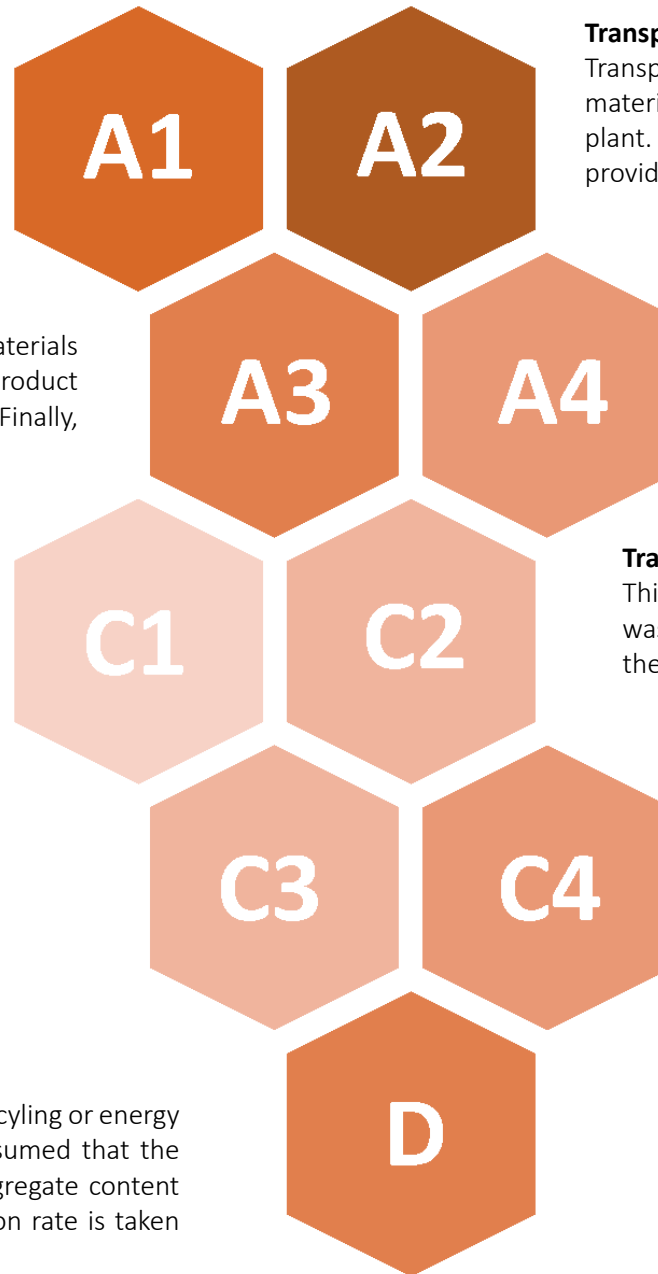 A1
A2
Transp
Transp
materi
plant.
provid
aterials
roduct
Finally,
A3
A4
C1
C2
Tra
Thi
was
the
C3
C4
cyling or energy
sumed that the
gregate content
on rate is taken
D